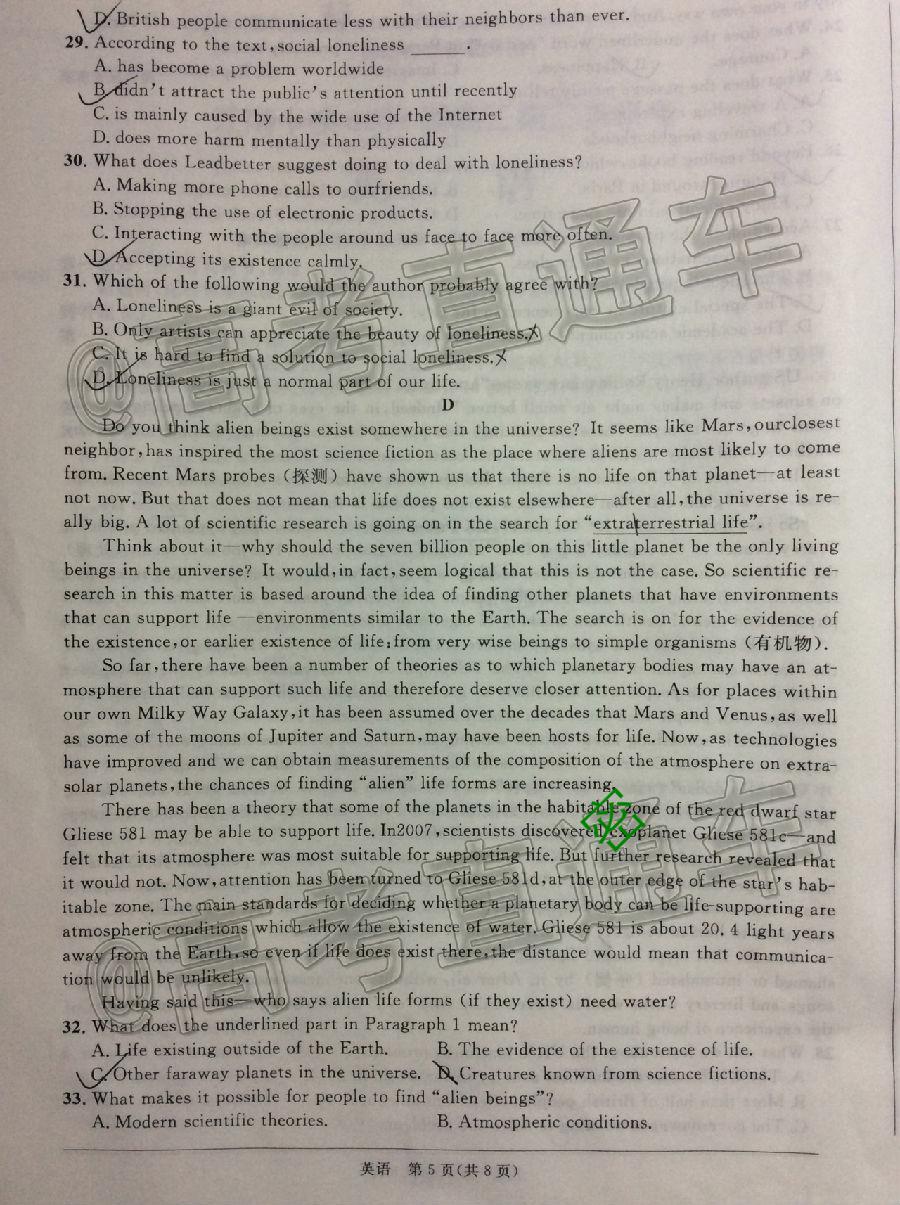 D. British people communicate less with their neighbors than ever.
29. According to the text, social loneliness ______.
A. has become a problem worldwide
B. didn't attract the public's attention until recently
C. is mainly caused by the wide use of the Internet
D. does more harm mentally than physically
30. What does Leadbetter suggest doing to deal with loneliness?
A. Making more phone calls to ourfriends.
B. Stopping the use of electronic products.
C. Interacting with the people around us face to face more often.
D. Accepting its existence calmly.
31. Which of the following would the author probably agree with?
A. Loneliness is a giant evil of society.
B. Only artists can appreciate the beauty of loneliness.
C. It is hard to find a solution to social loneliness.
D. Loneliness is just a normal part of our life.
D
Do you think alien beings exist somewhere in the universe? It seems like Mars, ourclosest
neighbor, has inspired the most science fiction as the place where aliens are most likely to come
from. Recent Mars probes (探测) have shown us that there is no life on that planet—at least
not now. But that does not mean that life does not exist elsewhere—after all, the universe is re-
ally big. A lot of scientific research is going on in the search for "extraterrestrial life".
Think about it—why should the seven billion people on this little planet be the only living
beings in the universe? It would, in fact, seem logical that this is not the case. So scientific re-
search in this matter is based around the idea of finding other planets that have environments
that can support life —environments similar to the Earth. The search is on for the evidence of
the existence, or earlier existence of life; from very wise beings to simple organisms (有机物).
So far, there have been a number of theories as to which planetary bodies may have an at-
mosphere that can support such life and therefore deserve closer attention. As for places within
our own Milky Way Galaxy, it has been assumed over the decades that Mars and Venus, as well
as some of the moons of Jupiter and Saturn, may have been hosts for life. Now, as technologies
have improved and we can obtain measurements of the composition of the atmosphere on extra-
solar planets, the chances of finding "alien" life forms are increasing.
There has been a theory that some of the planets in the habitable zone of the red dwarf star
Gliese 581 may be able to support life. In2007, scientists discovered exoplanet Gliese 581c—and
felt that its atmosphere was most suitable for supporting life. But further research revealed that
it would not. Now, attention has been turned to Gliese 581d, at the outer edge of the star's hab-
itable zone. The main standards for deciding whether a planetary body can be life-supporting are
atmospheric conditions which allow the existence of water. Gliese 581 is about 20.4 light years
away from the Earth, so even if life does exist there, the distance would mean that communica-
tion would be unlikely.
Having said this—who says alien life forms (if they exist) need water?
32. What does the underlined part in Paragraph 1 mean?
A. Life existing outside of the Earth. B. The evidence of the existence of life.
C. Other faraway planets in the universe. D. Creatures known from science fictions.
33. What makes it possible for people to find "alien beings"?
A. Modern scientific theories. B. Atmospheric conditions.
英语 第5页(共8页)
@高考直通车
@高考直通车
密